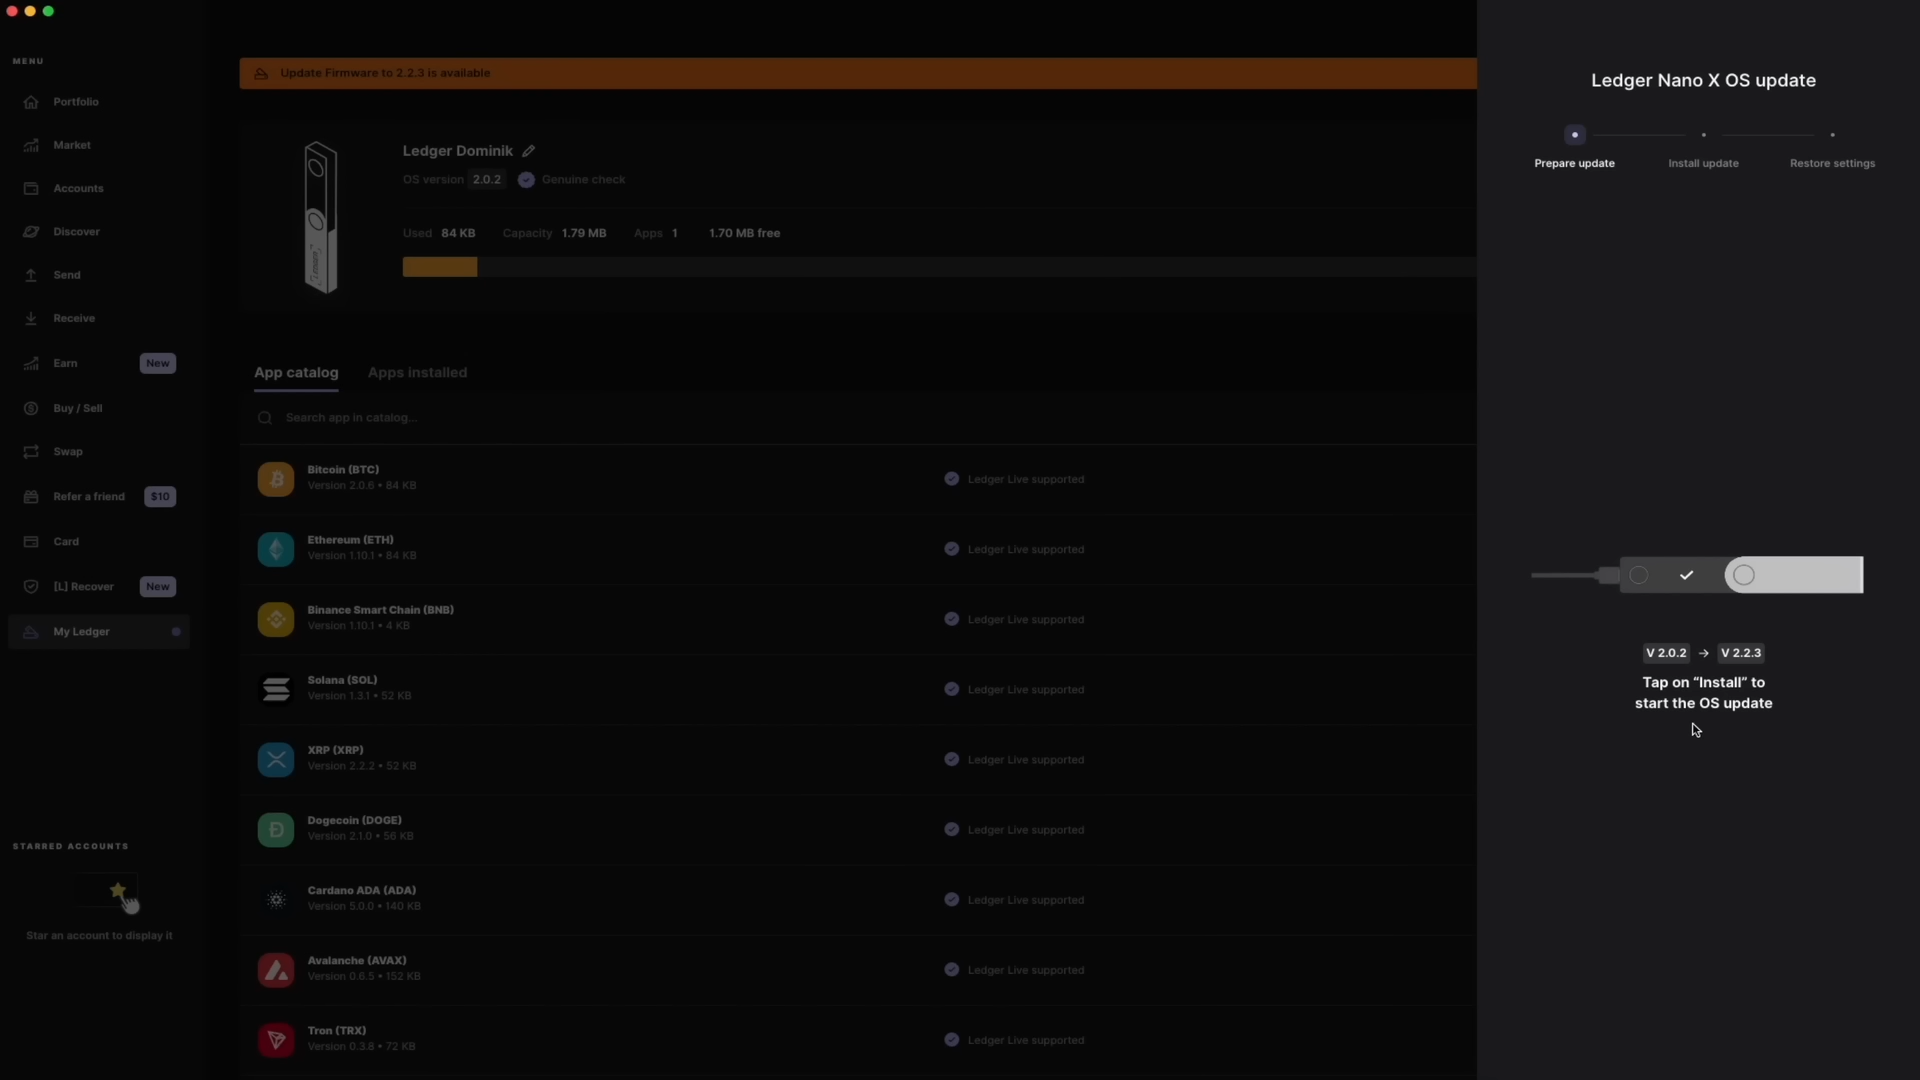 MENU
Portfolio
Market
Accounts
Discover
Send
Receive
Earn New
Buy / Sell
Swap
Refer a friend $10
Card
[L] Recover New
My Ledger
STARRED ACCOUNTS
Star an account to display it
Update Firmware to 2.2.3 is available
Ledger Dominik
OS version 2.0.2 Genuine check
Used 84 KB Capacity 1.79 MB Apps 1 1.70 MB free
App catalog Apps installed
Search app in catalog...
Bitcoin (BTC)
Version 2.0.6 • 84 KB
Ledger Live supported
Ethereum (ETH)
Version 1.10.1 • 84 KB
Ledger Live supported
Binance Smart Chain (BNB)
Version 1.10.1 • 4 KB
Ledger Live supported
Solana (SOL)
Version 1.3.1 • 52 KB
Ledger Live supported
XRP (XRP)
Version 2.2.2 • 52 KB
Ledger Live supported
Dogecoin (DOGE)
Version 2.1.0 • 56 KB
Ledger Live supported
Cardano ADA (ADA)
Version 5.0.0 • 140 KB
Ledger Live supported
Avalanche (AVAX)
Version 0.6.5 • 152 KB
Ledger Live supported
Tron (TRX)
Version 0.3.8 • 72 KB
Ledger Live supported
Ledger Nano X OS update
Prepare update Install update Restore settings
V 2.0.2 → V 2.2.3
Tap on “Install” to
start the OS update